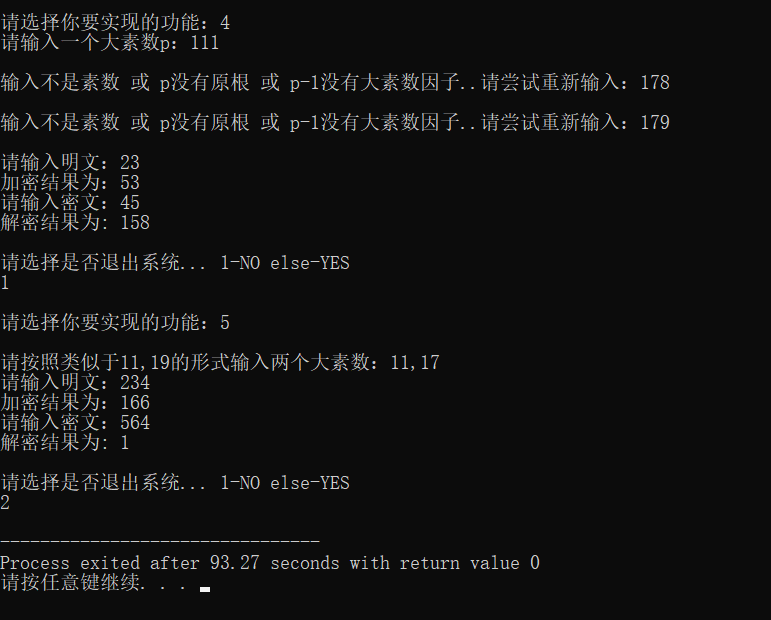 请选择你要实现的功能：4
请输入一个大素数p：111
输入不是素数 或 p没有原根 或 p-1没有大素数因子..请尝试重新输入：178
输入不是素数 或 p没有原根 或 p-1没有大素数因子..请尝试重新输入：179
请输入明文：23
加密结果为：53
请输入密文：45
解密结果为: 158
请选择是否退出系统... 1-NO else-YES
1
请选择你要实现的功能：5
请按照类似于11,19的形式输入两个大素数：11,17
请输入明文：234
加密结果为：166
请输入密文：564
解密结果为: 1
请选择是否退出系统... 1-NO else-YES
2
--------------------------------
Process exited after 93.27 seconds with return value 0
请按任意键继续. . .